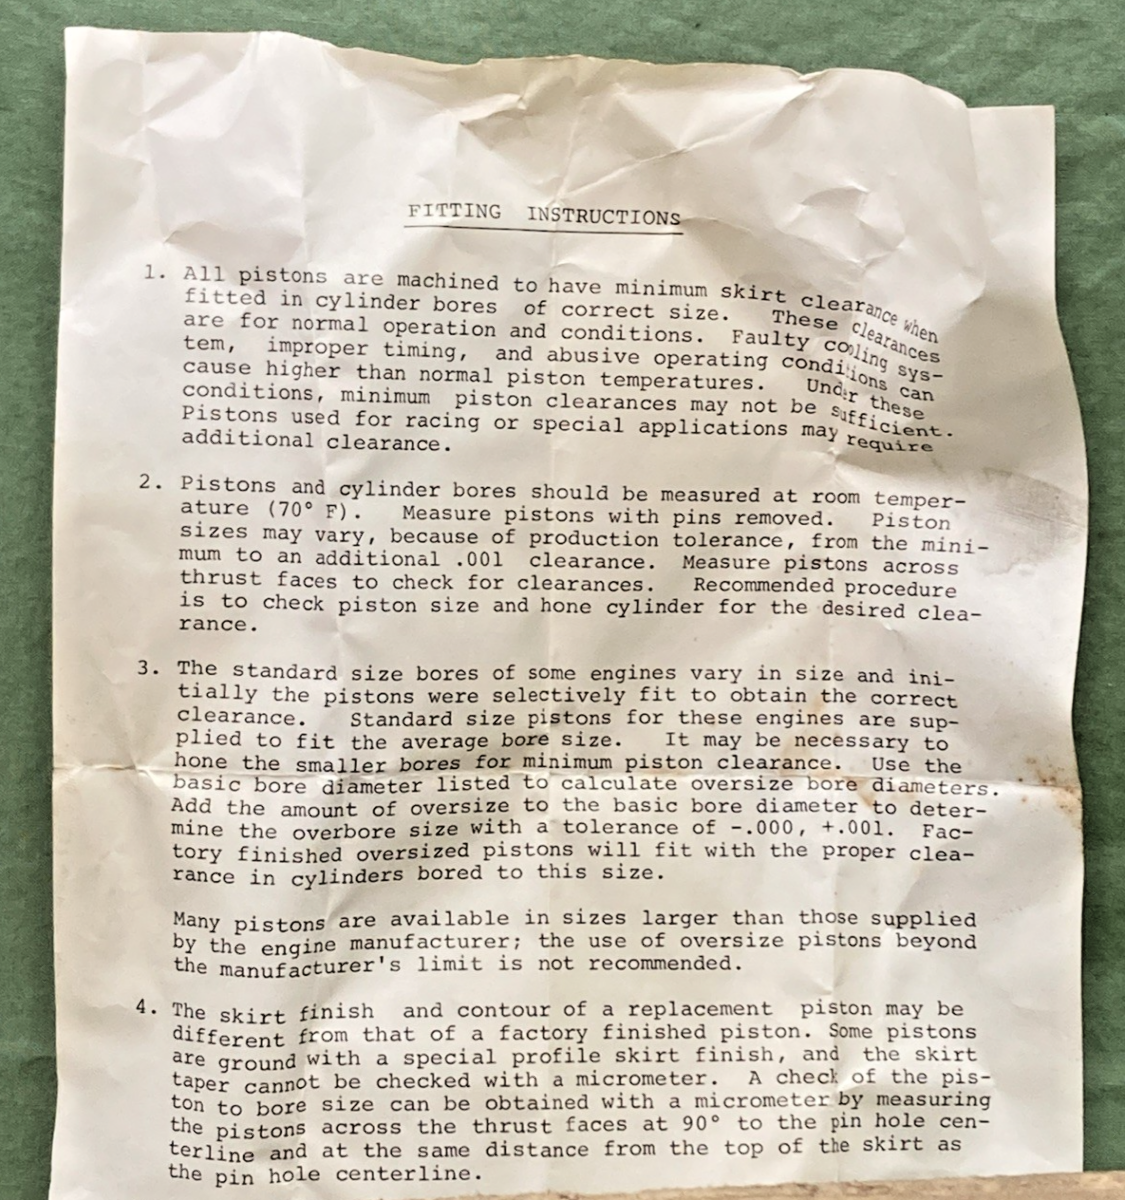 FITTING INSTRUCTIONS
1. All pistons are machined to have minimum skirt clearance when
fitted in cylinder bores of correct size. These clearances
are for normal operation and conditions. Faulty cooling sys-
tem, improper timing, and abusive operating conditions can
cause higher than normal piston temperatures. Under these
conditions, minimum piston clearances may not be sufficient.
Pistons used for racing or special applications may require
additional clearance.
2. Pistons and cylinder bores should be measured at room temper-
ature (70° F). Measure pistons with pins removed. Piston
sizes may vary, because of production tolerance, from the mini-
mum to an additional .001 clearance. Measure pistons across
thrust faces to check for clearances. Recommended procedure
is to check piston size and hone cylinder for the desired clea-
rance.
3. The standard size bores of some engines vary in size and ini-
tially the pistons were selectively fit to obtain the correct
clearance. Standard size pistons for these engines are sup-
plied to fit the average bore size. It may be necessary to
hone the smaller bores for minimum piston clearance. Use the
basic bore diameter listed to calculate oversize bore diameters.
Add the amount of oversize to the basic bore diameter to deter-
mine the overbore size with a tolerance of -.000, +.001. Fac-
tory finished oversized pistons will fit with the proper clea-
rance in cylinders bored to this size.
Many pistons are available in sizes larger than those supplied
by the engine manufacturer; the use of oversize pistons beyond
the manufacturer's limit is not recommended.
4. The skirt finish and contour of a replacement piston may be
different from that of a factory finished piston. Some pistons
are ground with a special profile skirt finish, and the skirt
taper cannot be checked with a micrometer. A check of the pis-
ton to bore size can be obtained with a micrometer by measuring
the pistons across the thrust faces at 90° to the pin hole cen-
terline and at the same distance from the top of the skirt as
the pin hole centerline.